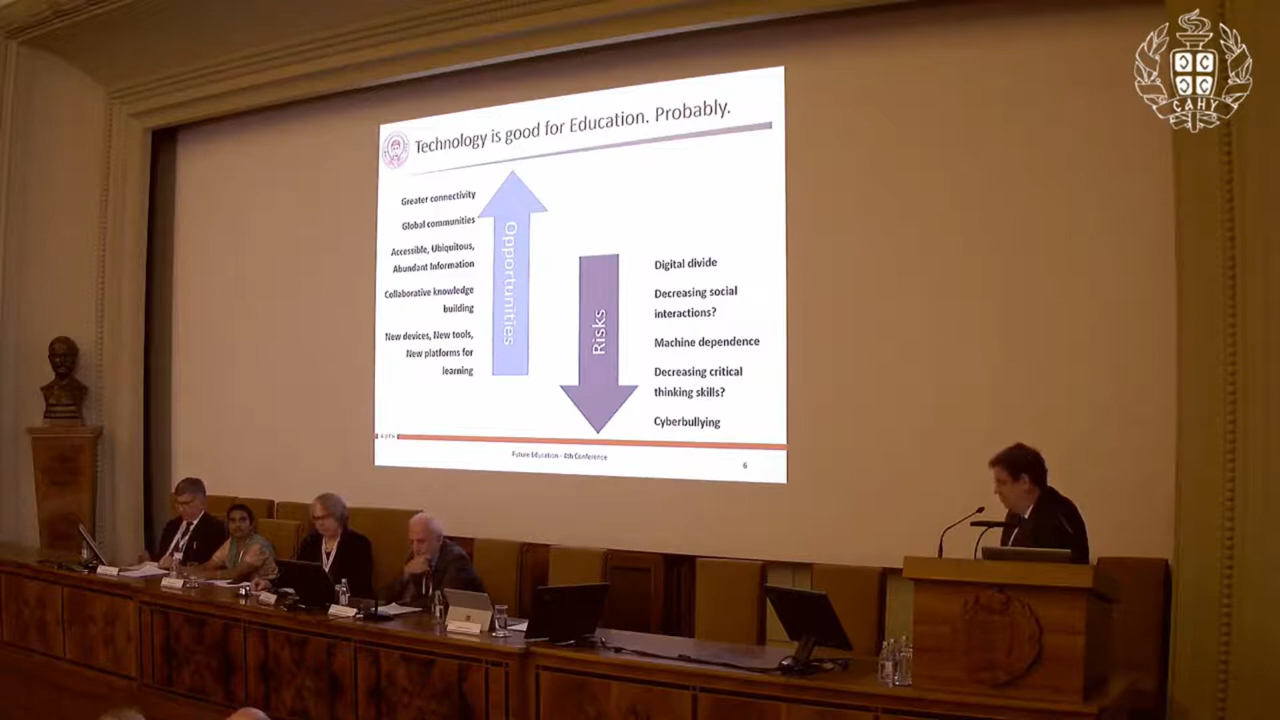 Technology is good for Education. Probably.
Greater connectivity
Global communities
Accessible, Ubiquitous,
Abundant Information
Collaborative knowledge
building
New devices, New tools,
New platforms for
learning
Opportunities
Risks
Digital divide
Decreasing social
interactions?
Machine dependence
Decreasing critical
thinking skills?
Cyberbullying
Future Education - 4th Conference
6
САНУ